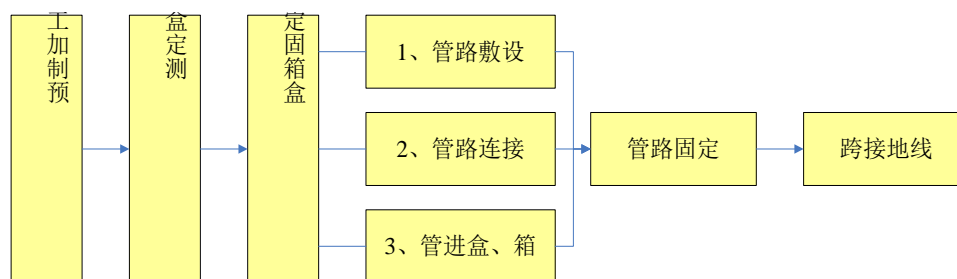 工加制预
盒定测
定固箱盒
1、管路敷设
2、管路连接
3、管进盒、箱
管路固定
跨接地线